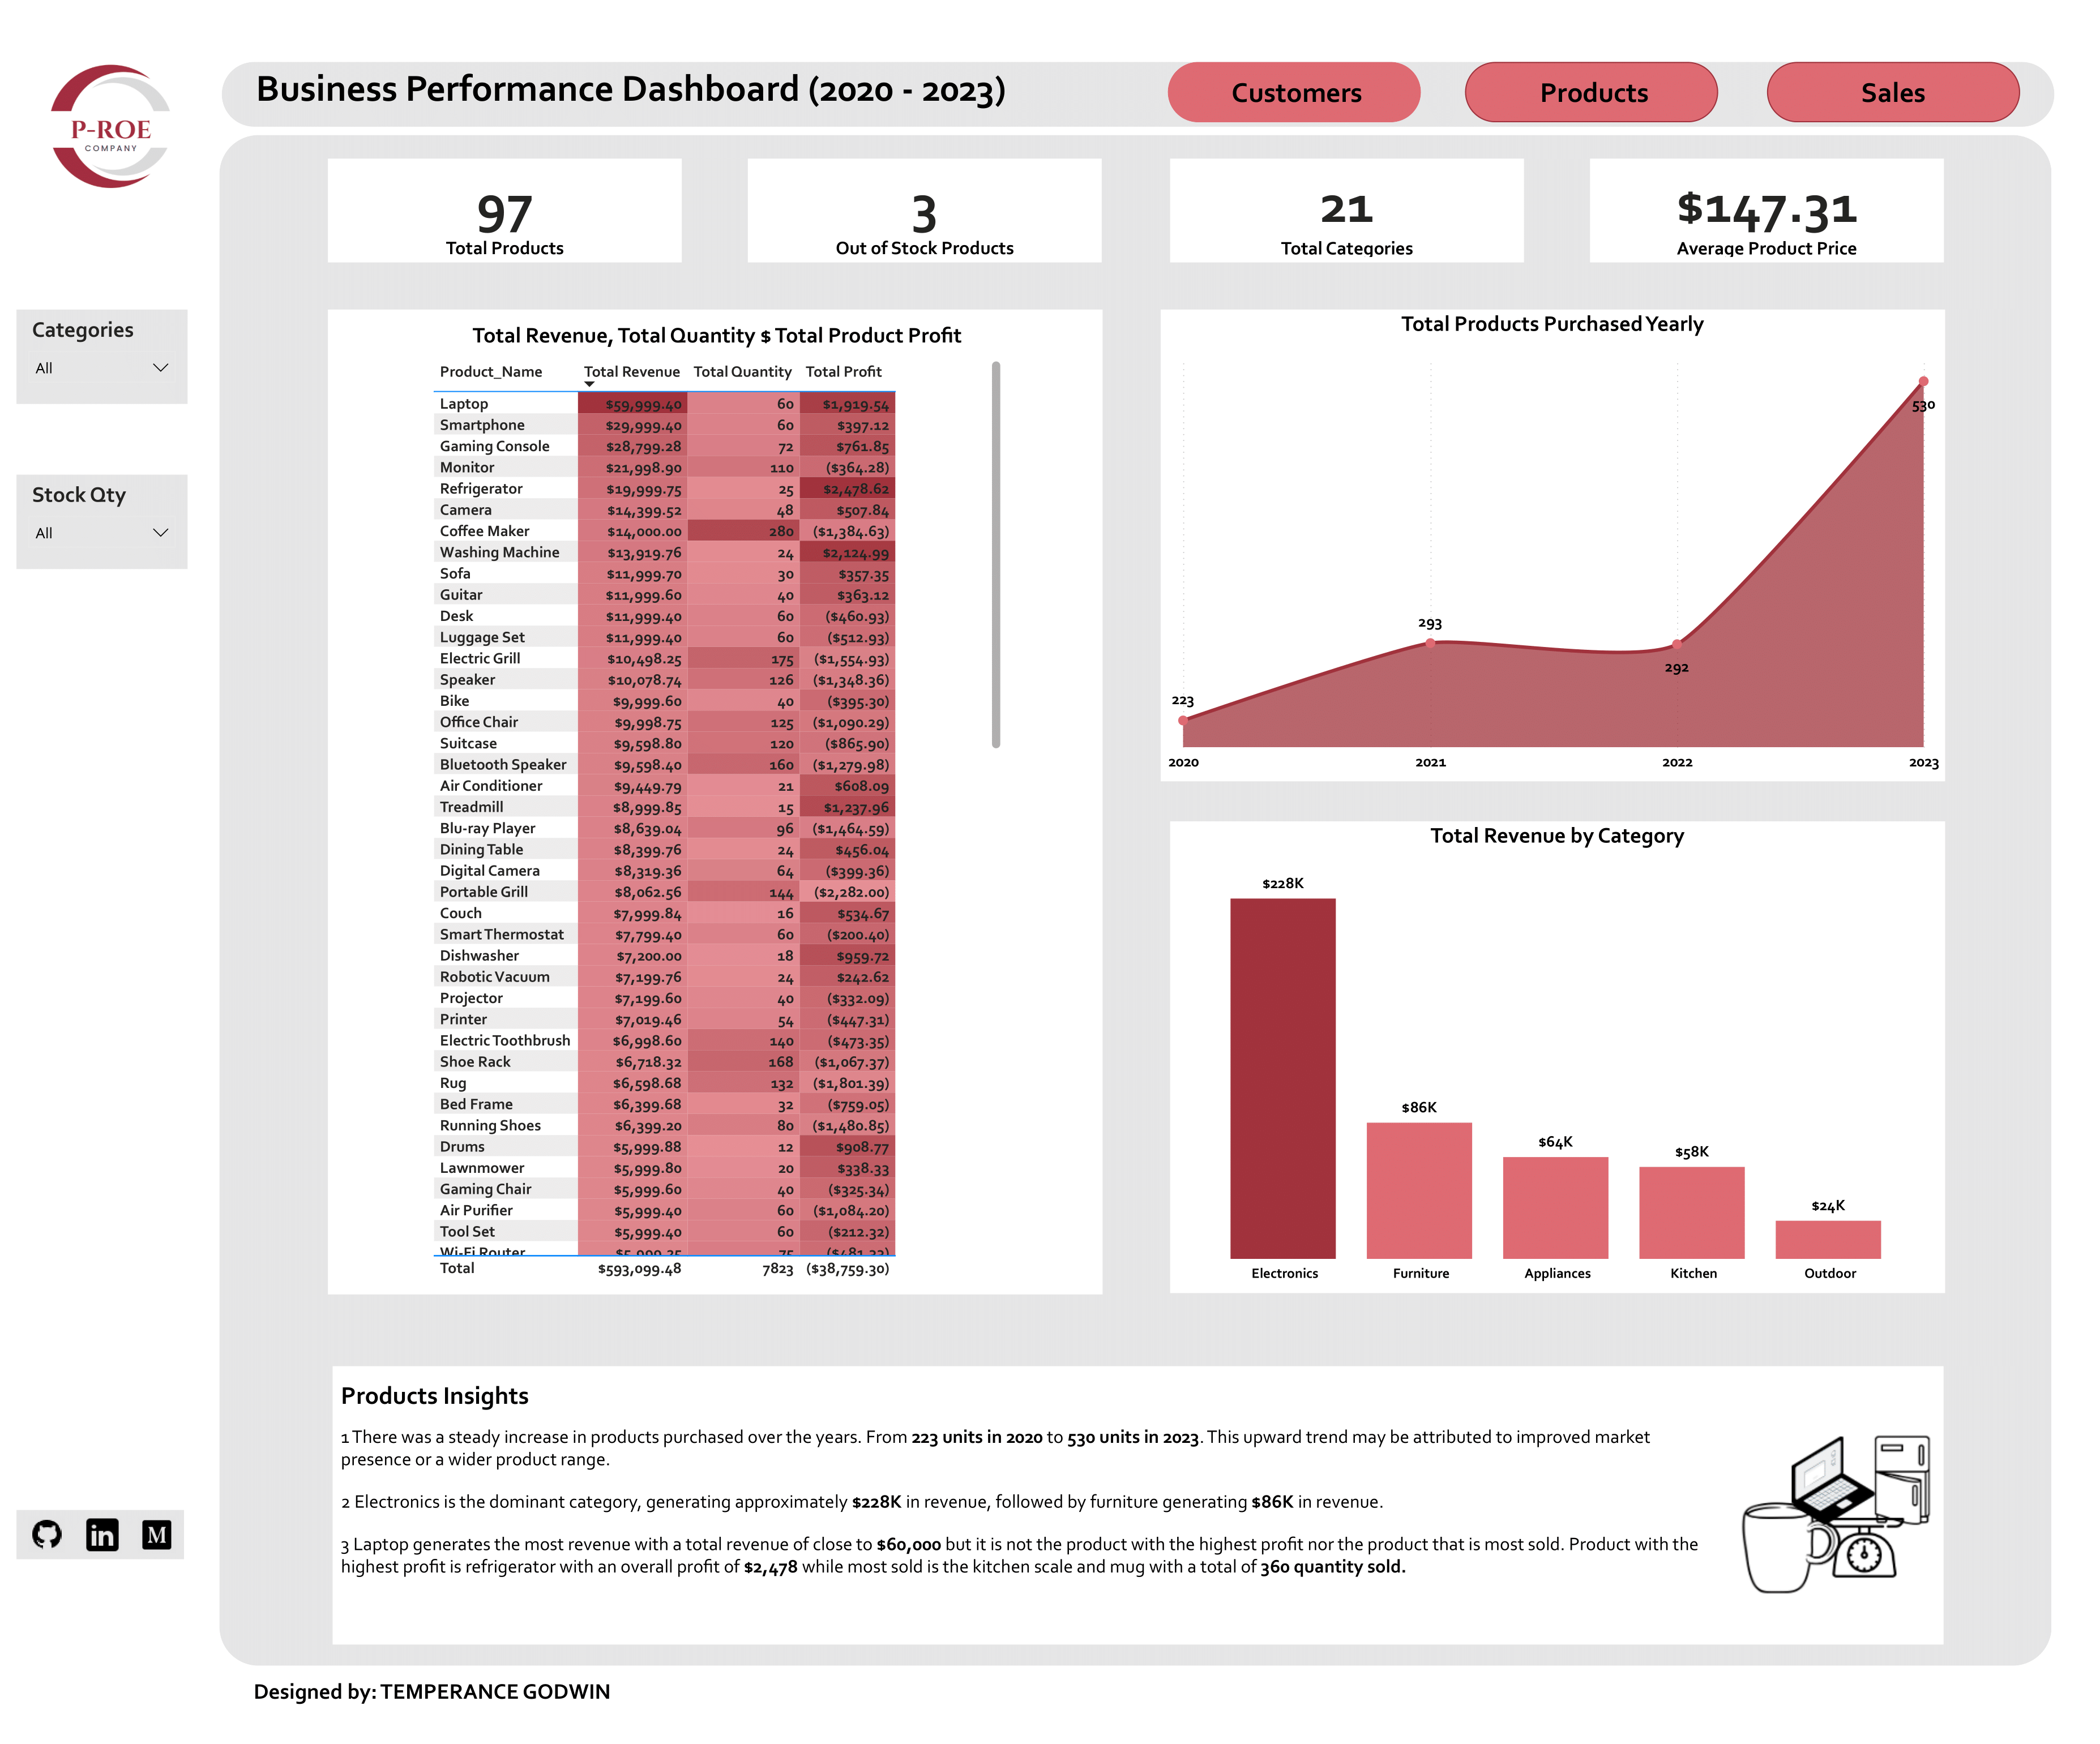 P-ROE
COMPANY
Business Performance Dashboard (2020 - 2023)
Customers
Products
Sales
97
Total Products
3
Out of Stock Products
21
Total Categories
$147.31
Average Product Price
Categories
All
Stock Qty
All
Total Revenue, Total Quantity $ Total Product Profit
Product_Name Total Revenue Total Quantity Total Profit
Laptop $59,999.40 60 $1,919.54
Smartphone $29,999.40 60 $397.12
Gaming Console $28,799.28 72 $761.85
Monitor $21,998.90 110 ($364.28)
Refrigerator $19,999.75 25 $2,478.62
Camera $14,399.52 48 $507.84
Coffee Maker $14,000.00 280 ($1,384.63)
Washing Machine $13,919.76 24 $2,124.99
Sofa $11,999.70 30 $357.35
Guitar $11,999.60 40 $363.12
Desk $11,999.40 60 ($460.93)
Luggage Set $11,999.40 60 ($512.93)
Electric Grill $10,498.25 175 ($1,554.93)
Speaker $10,078.74 126 ($1,348.36)
Bike $9,999.60 40 ($395.30)
Office Chair $9,998.75 125 ($1,090.29)
Suitcase $9,598.80 120 ($865.90)
Bluetooth Speaker $9,598.40 160 ($1,279.98)
Air Conditioner $9,449.79 21 $608.09
Treadmill $8,999.85 15 $1,237.96
Blu-ray Player $8,639.04 96 ($1,464.59)
Dining Table $8,399.76 24 $456.04
Digital Camera $8,319.36 64 ($399.36)
Portable Grill $8,062.56 144 ($2,282.00)
Couch $7,999.84 16 $534.67
Smart Thermostat $7,799.40 60 ($200.40)
Dishwasher $7,200.00 18 $959.72
Robotic Vacuum $7,199.76 24 $242.62
Projector $7,199.60 40 ($332.09)
Printer $7,019.46 54 ($447.31)
Electric Toothbrush $6,998.60 140 ($473.35)
Shoe Rack $6,718.32 168 ($1,067.37)
Rug $6,598.68 132 ($1,801.39)
Bed Frame $6,399.68 32 ($759.05)
Running Shoes $6,399.20 80 ($1,480.85)
Drums $5,999.88 12 $908.77
Lawnmower $5,999.80 20 $338.33
Gaming Chair $5,999.60 40 ($325.34)
Air Purifier $5,999.40 60 ($1,084.20)
Tool Set $5,999.40 60 ($212.32)
Wi-Fi Router
Total $593,099.48 7823 ($38,759.30)
Total Products Purchased Yearly
530
293
292
223
2020 2021 2022 2023
Total Revenue by Category
$228K
$86K
$64K
$58K
$24K
Electronics Furniture Appliances Kitchen Outdoor
Products Insights
1 There was a steady increase in products purchased over the years. From 223 units in 2020 to 530 units in 2023. This upward trend may be attributed to improved market
presence or a wider product range.
2 Electronics is the dominant category, generating approximately $228K in revenue, followed by furniture generating $86K in revenue.
3 Laptop generates the most revenue with a total revenue of close to $60,000 but it is not the product with the highest profit nor the product that is most sold. Product with the
highest profit is refrigerator with an overall profit of $2,478 while most sold is the kitchen scale and mug with a total of 360 quantity sold.
in
M
Designed by: TEMPERANCE GODWIN